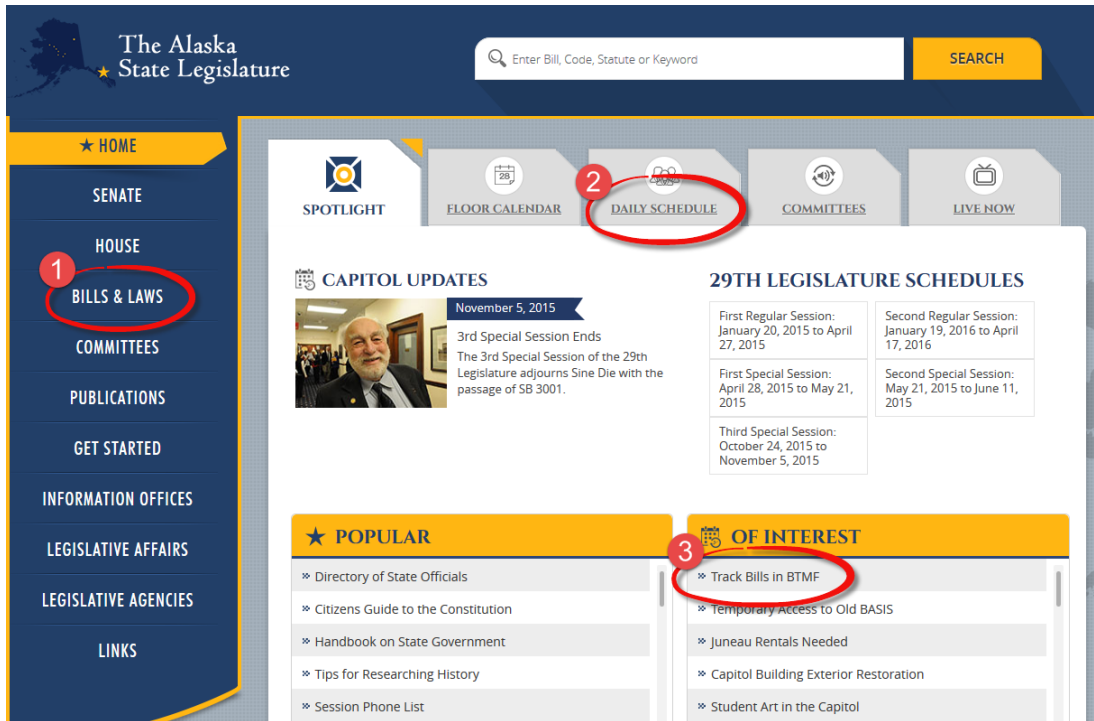 The Alaska
State Legislature
Enter Bill, Code, Statute or Keyword
SEARCH
HOME
SENATE
HOUSE
1
BILLS & LAWS
COMMITTEES
PUBLICATIONS
GET STARTED
INFORMATION OFFICES
LEGISLATIVE AFFAIRS
LEGISLATIVE AGENCIES
LINKS
SPOTLIGHT
28
FLOOR CALENDAR
2
DAILY SCHEDULE
COMMITTEES
LIVE NOW
CAPITOL UPDATES
November 5, 2015
3rd Special Session Ends
The 3rd Special Session of the 29th
Legislature adjourns Sine Die with the
passage of SB 3001.
29TH LEGISLATURE SCHEDULES
First Regular Session:
January 20, 2015 to April
27, 2015
Second Regular Session:
January 19, 2016 to April
17, 2016
First Special Session:
April 28, 2015 to May 21,
2015
Second Special Session:
May 21, 2015 to June 11,
2015
Third Special Session:
October 24, 2015 to
November 5, 2015
POPULAR
» Directory of State Officials
» Citizens Guide to the Constitution
» Handbook on State Government
» Tips for Researching History
» Session Phone List
OF INTEREST
3
» Track Bills in BTMF
» Temporary Access to Old BASIS
» Juneau Rentals Needed
» Capitol Building Exterior Restoration
» Student Art in the Capitol